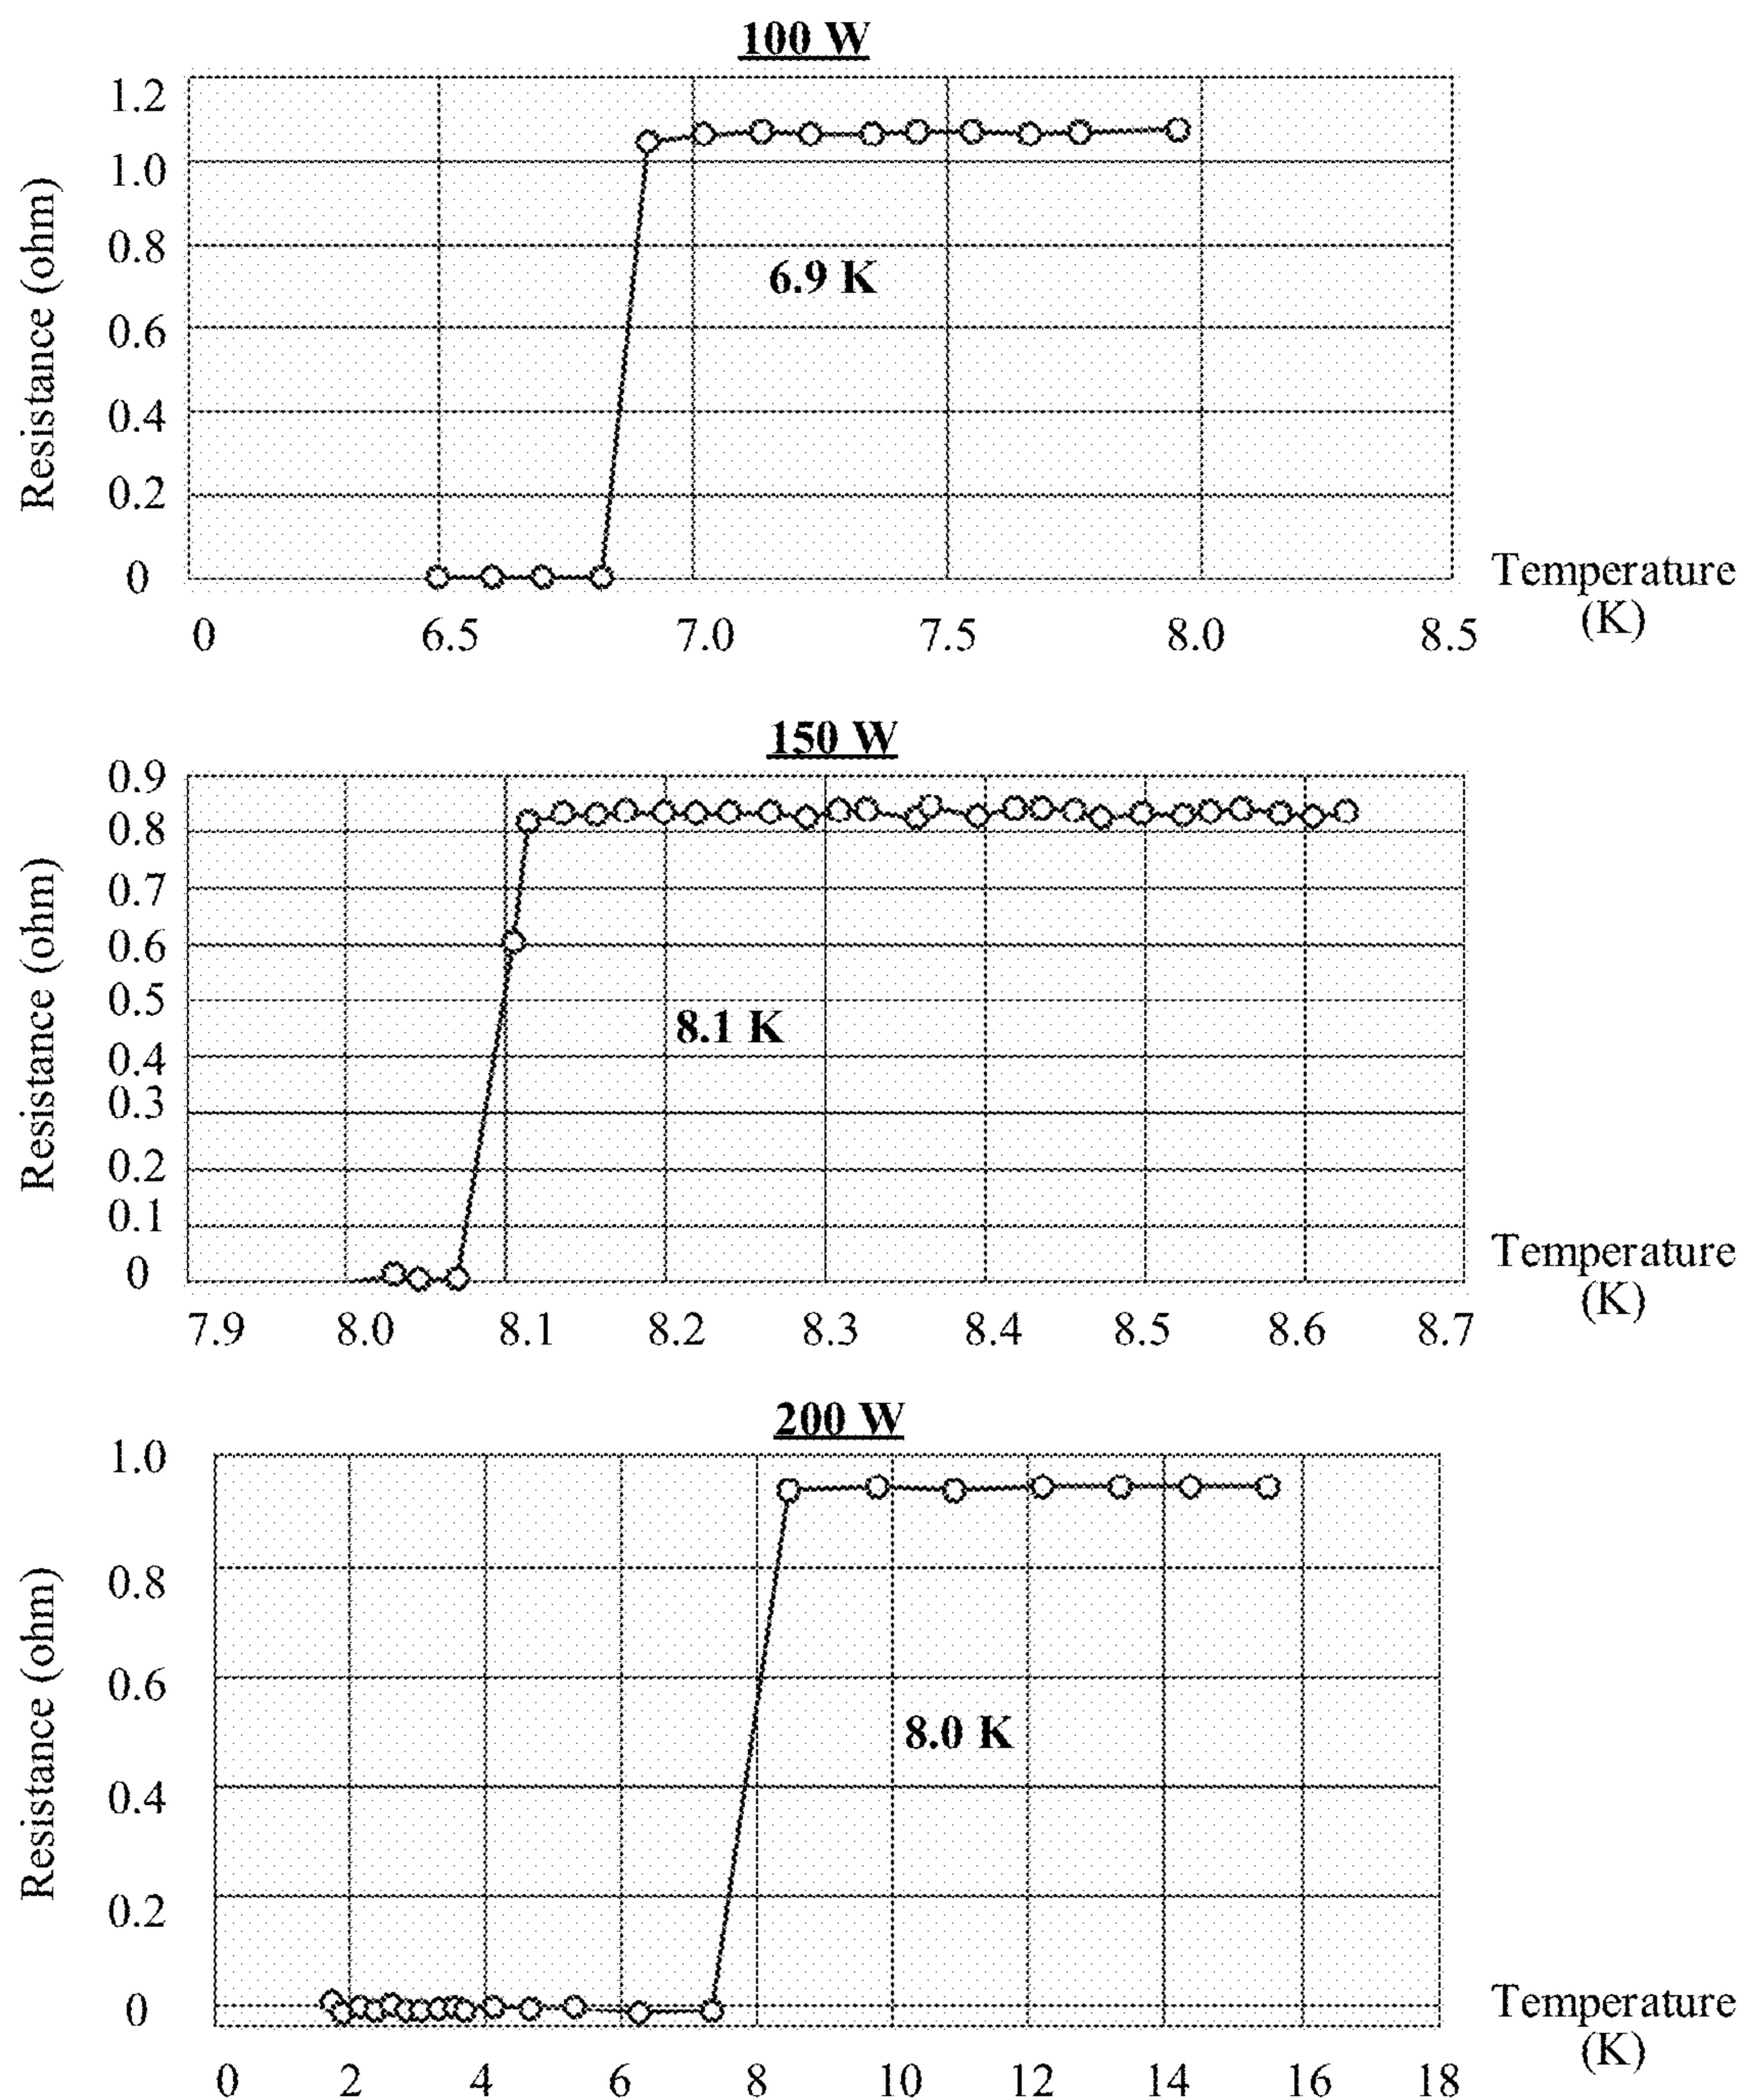 100 W
1.2
1.0
0.8
0.6
0.4
0.2
0
Resistance (ohm)
6.9 K
0 6.5 7.0 7.5 8.0 8.5
Temperature
(K)
150 W
0.9
0.8
0.7
0.6
0.5
0.4
0.3
0.2
0.1
0
Resistance (ohm)
8.1 K
7.9 8.0 8.1 8.2 8.3 8.4 8.5 8.6 8.7
Temperature
(K)
200 W
1.0
0.8
0.6
0.4
0.2
0
Resistance (ohm)
8.0 K
0 2 4 6 8 10 12 14 16 18
Temperature
(K)